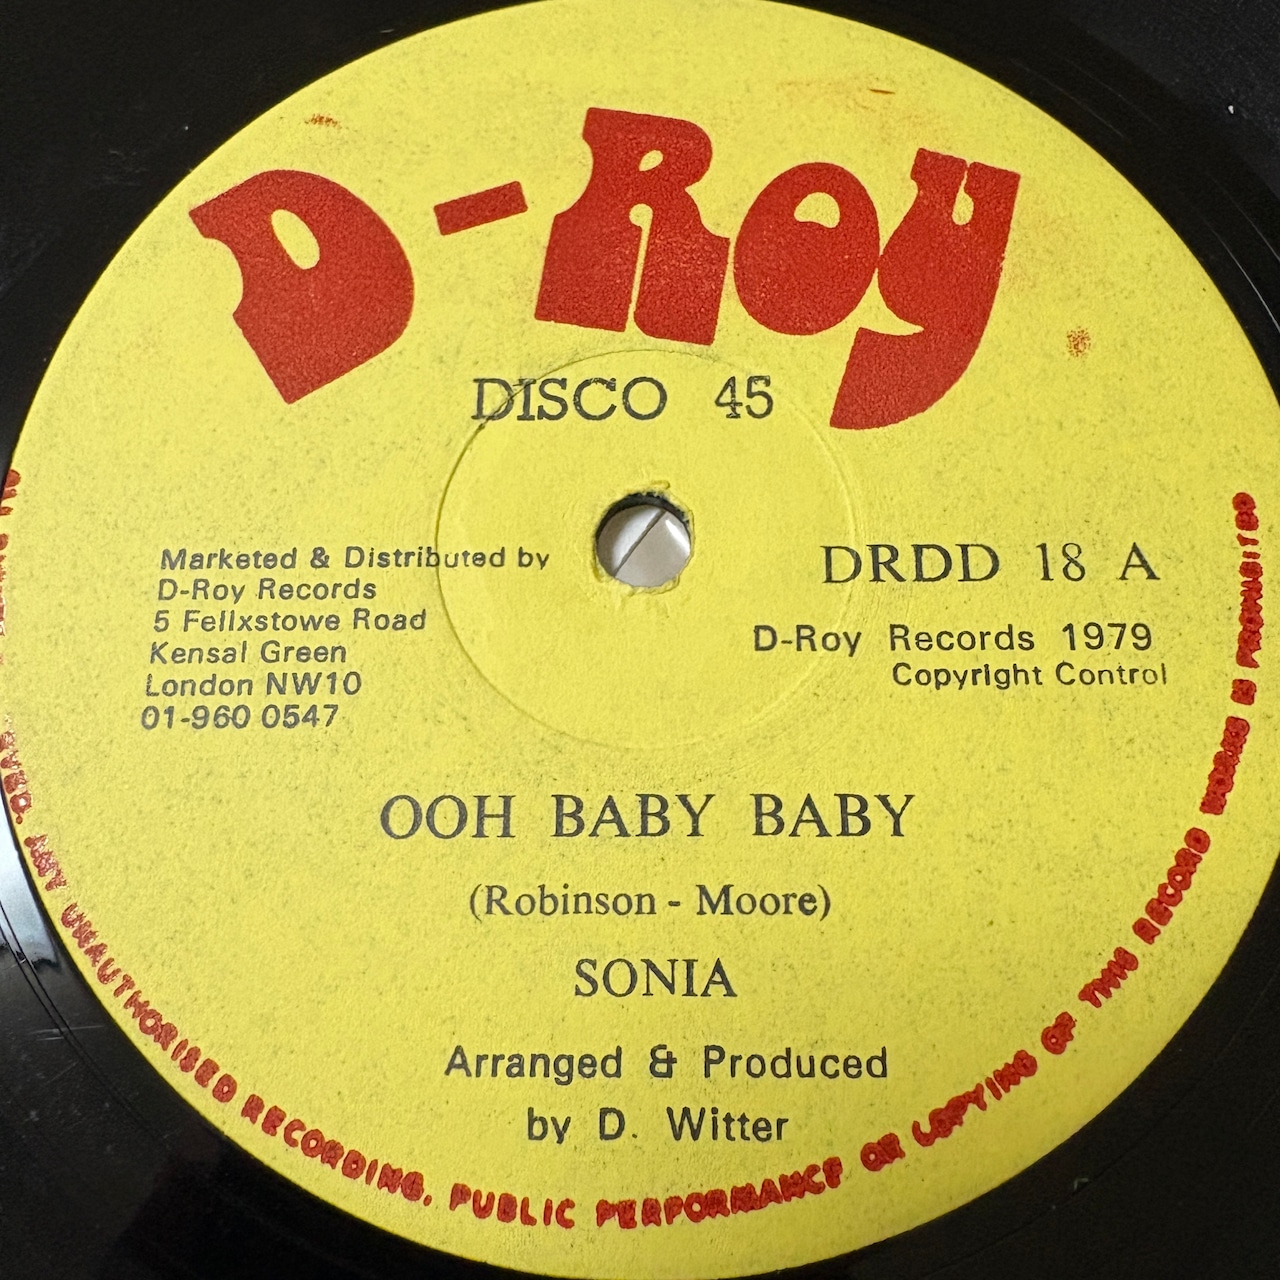 D-Roy
DISCO 45
Marketed & Distributed by
D-Roy Records
5 Felixstowe Road
Kensal Green
London NW10
01-960 0547
DRDD 18 A
D-Roy Records 1979
Copyright Control
OOH BABY BABY
(Robinson - Moore)
SONIA
Arranged & Produced
by D. Witter
ANY UNAUTHORISED RECORDING, PUBLIC PERFORMANCE OR COPYING OF THIS RECORD WORKS IS PROHIBITED